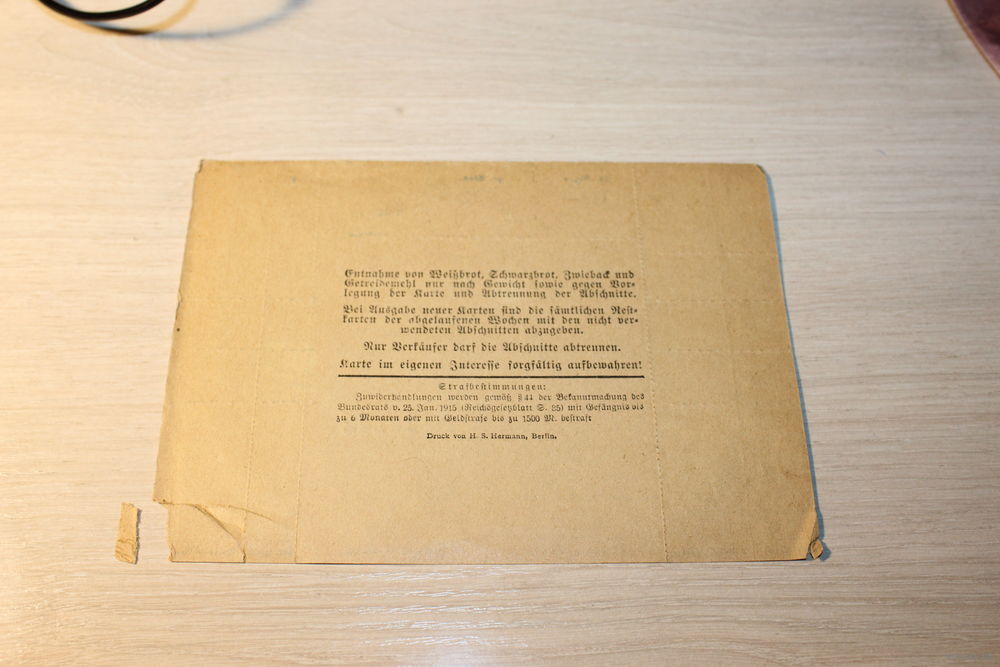 Entnahme von Weißbrot, Schwarzbrot, Zwieback und
Getreidemehl nur nach Gewicht sowie gegen Vor-
legung der Karte und Abtrennung der Abschnitte.
Bei Ausgabe neuer Karten sind die sämtlichen Rest-
karten der abgelaufenen Wochen mit den nicht ver-
wendeten Abschnitten abzugeben.
Nur Verkäufer darf die Abschnitte abtrennen.
Karte im eigenen Interesse sorgfältig aufbewahren!
Strafbestimmungen:
Zuwiderhandlungen werden gemäß § 44 der Bekanntmachung des
Bundesrats v. 25. Jan. 1915 (Reichsgesetzblatt S. 35) mit Gefängnis bis
zu 6 Monaten oder mit Geldstrafe bis zu 1500 M. bestraft
Druck von H. S. Hermann, Berlin.